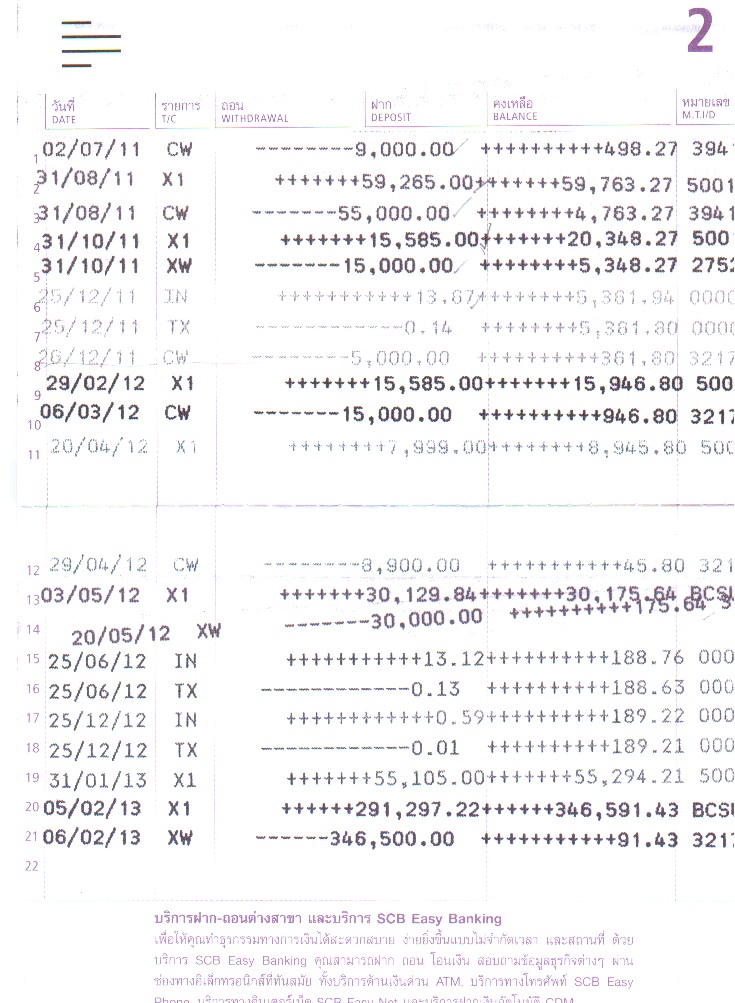 2
วันที่ รายการ ถอน ฝาก คงเหลือ หมายเลข
DATE T/C WITHDRAWAL DEPOSIT BALANCE M.T.I/D
1 02/07/11 CW --------9,000.00 ++++++++++498.27 394
2 31/08/11 X1 +++++++59,265.00+++++++59,763.27 5001
3 31/08/11 CW -------55,000.00 ++++++++4,763.27 3941
4 31/10/11 X1 +++++++15,585.00+++++++20,348.27 500
5 31/10/11 XW -------15,000.00 ++++++++5,348.27 2752
6 25/12/11 IN +++++++++++13.67++++++++5,361.94 0000
7 25/12/11 TX ------------0.14 ++++++++5,361.80 0000
8 26/12/11 CW --------5,000.00 ++++++++++361.80 3217
9 29/02/12 X1 +++++++15,585.00+++++++15,946.80 500
10 06/03/12 CW -------15,000.00 ++++++++++946.80 3217
11 20/04/12 X1 ++++++++7,999.00++++++++8,945.80 500
12 29/04/12 CW --------8,900.00 +++++++++++45.80 321
13 03/05/12 X1 +++++++30,129.84+++++++30,175.64 BCSU
14 20/05/12 XW -------30,000.00 ++++++++++175.64
15 25/06/12 IN +++++++++++13.12++++++++++188.76 000
16 25/06/12 TX ------------0.13 ++++++++++188.63 000
17 25/12/12 IN ++++++++++++0.59++++++++++189.22 000
18 25/12/12 TX ------------0.01 ++++++++++189.21 000
19 31/01/13 X1 +++++++55,105.00+++++++55,294.21 500
20 05/02/13 X1 ++++++291,297.22++++++346,591.43 BCSU
21 06/02/13 XW ------346,500.00 +++++++++++91.43 3217
22
บริการฝาก-ถอนต่างสาขา และบริการ SCB Easy Banking
เพื่อให้คุณทำธุรกรรมทางการเงินได้สะดวกสบาย ง่ายยิ่งขึ้นแบบไม่จำกัดเวลา และสถานที่ ด้วย
บริการ SCB Easy Banking คุณสามารถฝาก ถอน โอนเงิน สอบถามข้อมูลธุรกิจต่างๆ ผ่าน
ช่องทางอิเล็กทรอนิกส์ที่ทันสมัย ทั้งบริการด้านเงินด่วน ATM. บริการทางโทรศัพท์ SCB Easy
Phone, บริการทางอินเตอร์เน็ต SCB Easy Net และบริการฝากเงินอัตโนมัติ CDM